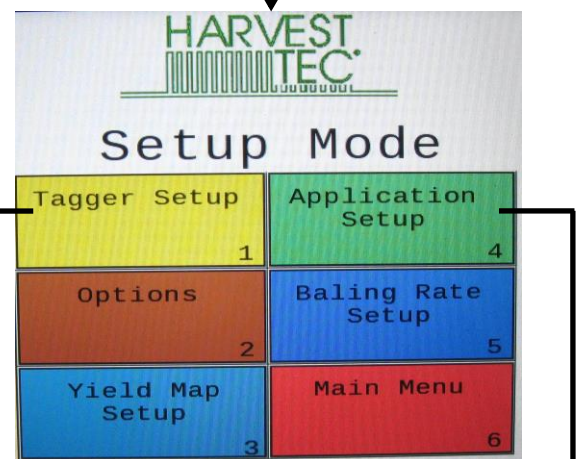 HARVEST
TEC
Setup Mode
Tagger Setup
1
Application
Setup
4
Options
2
Baling Rate
Setup
5
Yield Map
Setup
3
Main Menu
6